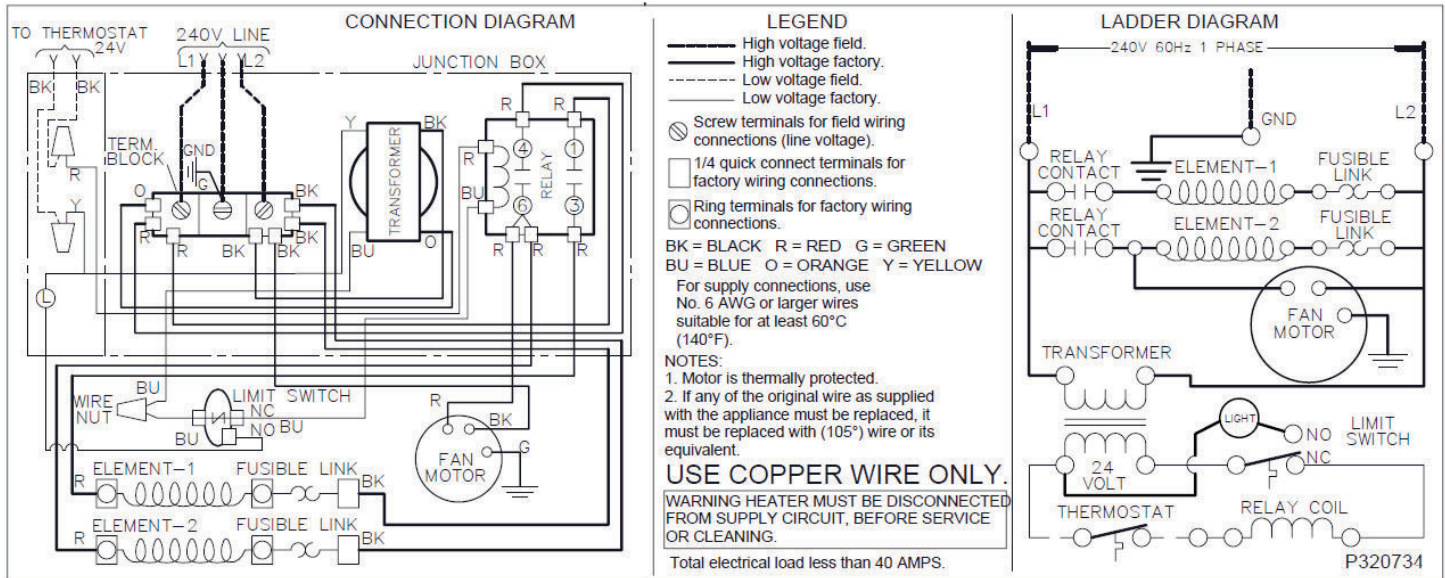 CONNECTION DIAGRAM
TO THERMOSTAT
24V
Y Y
BK BK
240V LINE
L1 Y Y Y L2
JUNCTION BOX
R R
Y BK
TERM.
BLOCK
GND
G
TRANSFORMER
R
BU
4 1
RELAY
6 3
R
Y
O
BK
R R BK BK BK
BU O
R R R
L
BU
WIRE
NUT
LIMIT SWITCH
NC
BU NO BU
R
BK
G
FAN
MOTOR
ELEMENT-1 FUSIBLE LINK
R BK
ELEMENT-2 FUSIBLE LINK
R BK
LEGEND
High voltage field.
High voltage factory.
Low voltage field.
Low voltage factory.
Screw terminals for field wiring
connections (line voltage).
1/4 quick connect terminals for
factory wiring connections.
Ring terminals for factory wiring
connections.
BK = BLACK R = RED G = GREEN
BU = BLUE O = ORANGE Y = YELLOW
For supply connections, use
No. 6 AWG or larger wires
suitable for at least 60°C
(140°F).
NOTES:
1. Motor is thermally protected.
2. If any of the original wire as supplied
with the appliance must be replaced, it
must be replaced with (105°) wire or its
equivalent.
USE COPPER WIRE ONLY.
WARNING HEATER MUST BE DISCONNECTED
FROM SUPPLY CIRCUIT, BEFORE SERVICE
OR CLEANING.
Total electrical load less than 40 AMPS.
LADDER DIAGRAM
240V 60Hz 1 PHASE
L1 L2
GND
RELAY
CONTACT
ELEMENT-1
FUSIBLE
LINK
RELAY
CONTACT
ELEMENT-2
FUSIBLE
LINK
FAN
MOTOR
TRANSFORMER
LIGHT
NO
LIMIT
SWITCH
NC
24
VOLT
THERMOSTAT
RELAY COIL
P320734